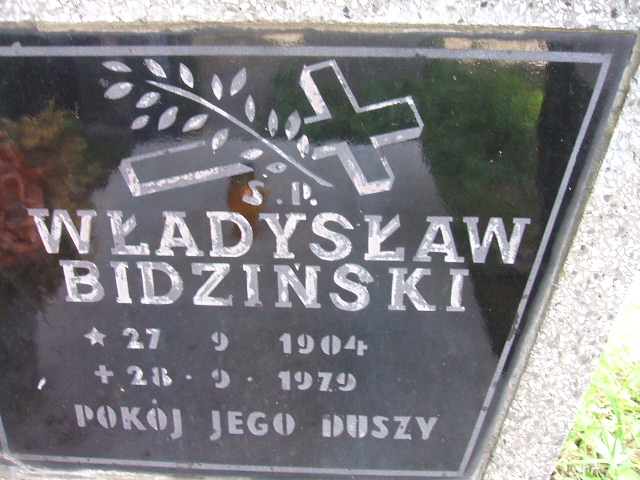 Ś.P.
WŁADYSŁAW
BIDZIŃSKI
★ 27 9 1904
+ 28 · 9 · 1979
POKÓJ JEGO DUSZY